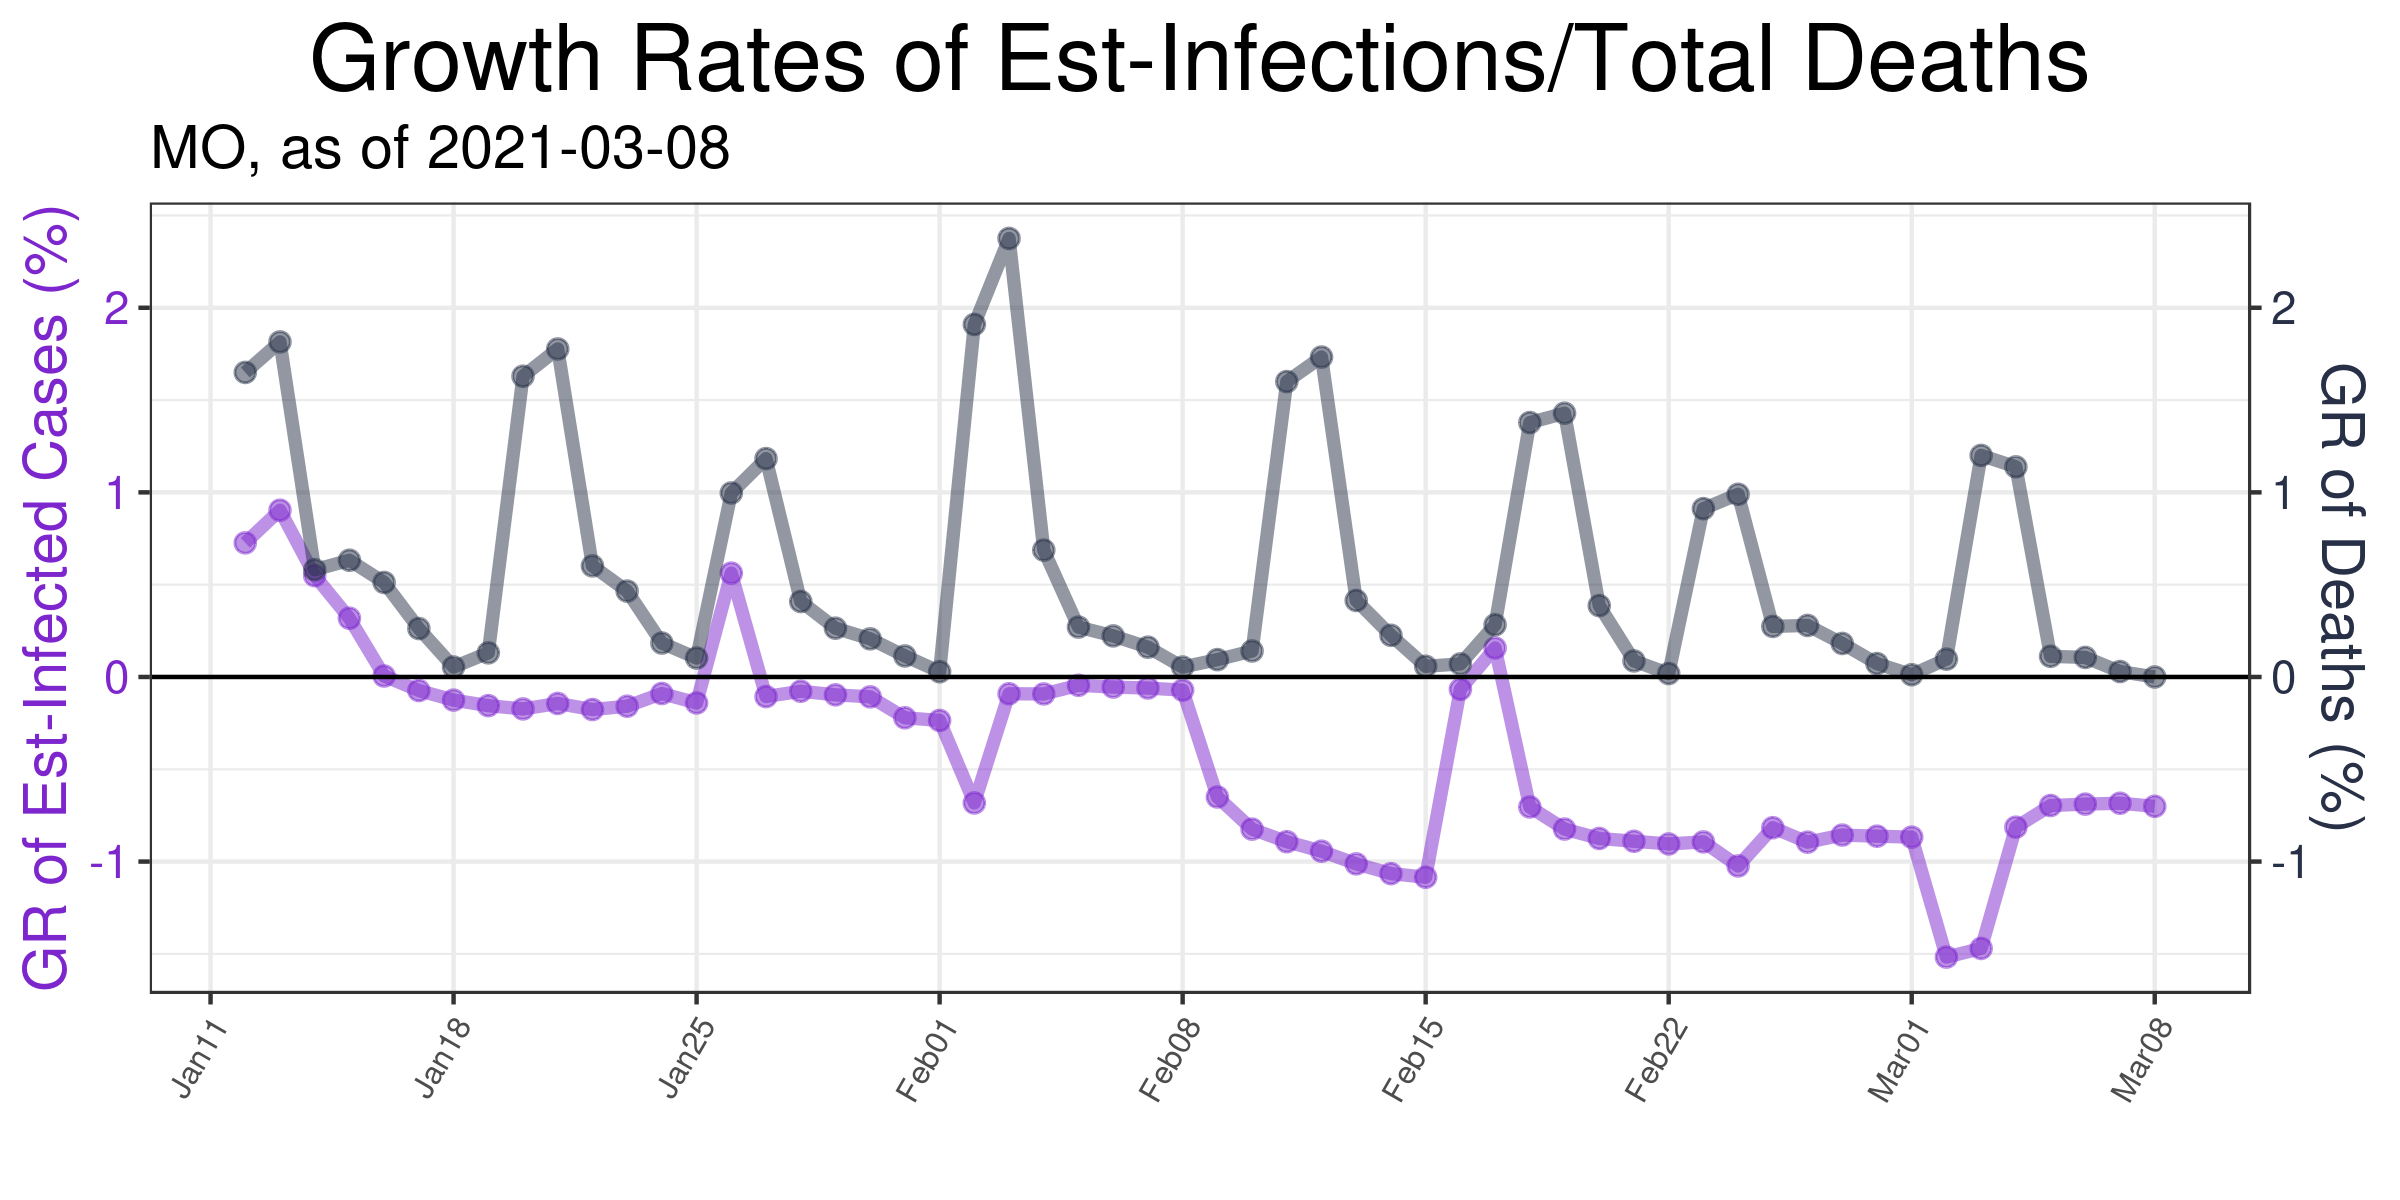 Growth Rates of Est-Infections/Total Deaths
MO, as of 2021-03-08
GR of Est-Infected Cases (%)
2
1
0
-1
2
1
0
-1
GR of Deaths (%)
Jan11
Jan18
Jan25
Feb01
Feb08
Feb15
Feb22
Mar01
Mar08